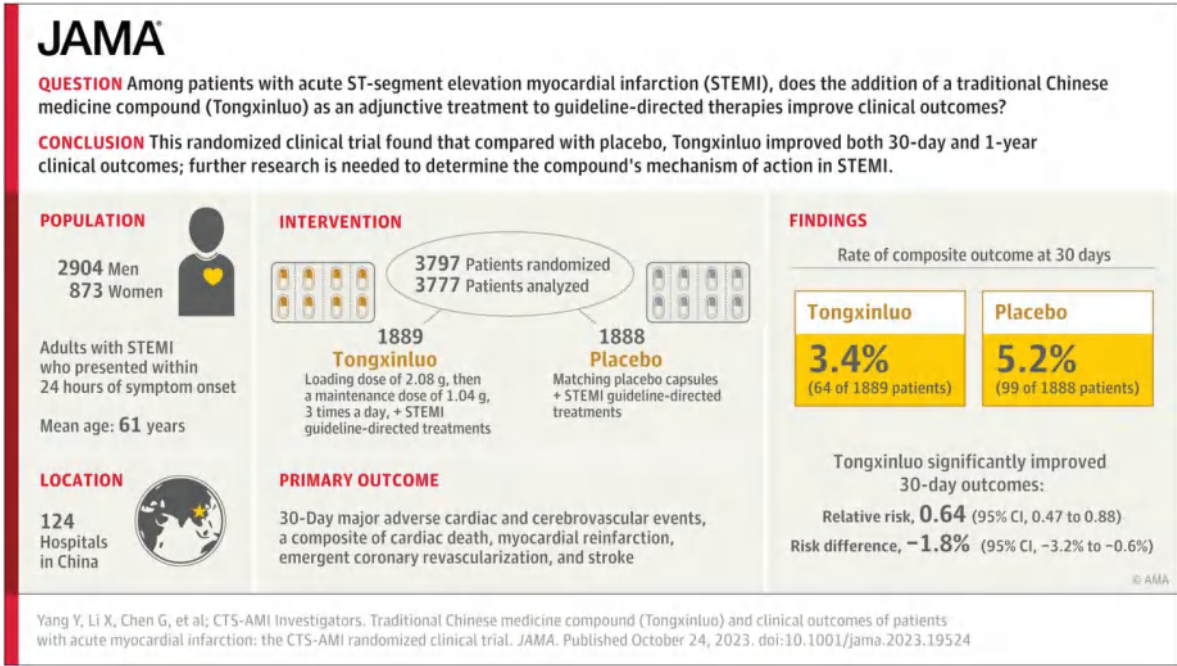 JAMA®
QUESTION Among patients with acute ST-segment elevation myocardial infarction (STEMI), does the addition of a traditional Chinese
medicine compound (Tongxinluo) as an adjunctive treatment to guideline-directed therapies improve clinical outcomes?
CONCLUSION This randomized clinical trial found that compared with placebo, Tongxinluo improved both 30-day and 1-year
clinical outcomes; further research is needed to determine the compound's mechanism of action in STEMI.
POPULATION
2904 Men
873 Women
Adults with STEMI
who presented within
24 hours of symptom onset
Mean age: 61 years
LOCATION
124
Hospitals
in China
INTERVENTION
3797 Patients randomized
3777 Patients analyzed
1889
Tongxinluo
Loading dose of 2.08 g, then
a maintenance dose of 1.04 g,
3 times a day, + STEMI
guideline-directed treatments
1888
Placebo
Matching placebo capsules
+ STEMI guideline-directed
treatments
PRIMARY OUTCOME
30-Day major adverse cardiac and cerebrovascular events,
a composite of cardiac death, myocardial reinfarction,
emergent coronary revascularization, and stroke
FINDINGS
Rate of composite outcome at 30 days
Tongxinluo
3.4%
(64 of 1889 patients)
Placebo
5.2%
(99 of 1888 patients)
Tongxinluo significantly improved
30-day outcomes:
Relative risk, 0.64 (95% CI, 0.47 to 0.88)
Risk difference, −1.8% (95% CI, −3.2% to −0.6%)
© AMA
Yang Y, Li X, Chen G, et al; CTS-AMI Investigators. Traditional Chinese medicine compound (Tongxinluo) and clinical outcomes of patients
with acute myocardial infarction: the CTS-AMI randomized clinical trial. JAMA. Published October 24, 2023. doi:10.1001/jama.2023.19524